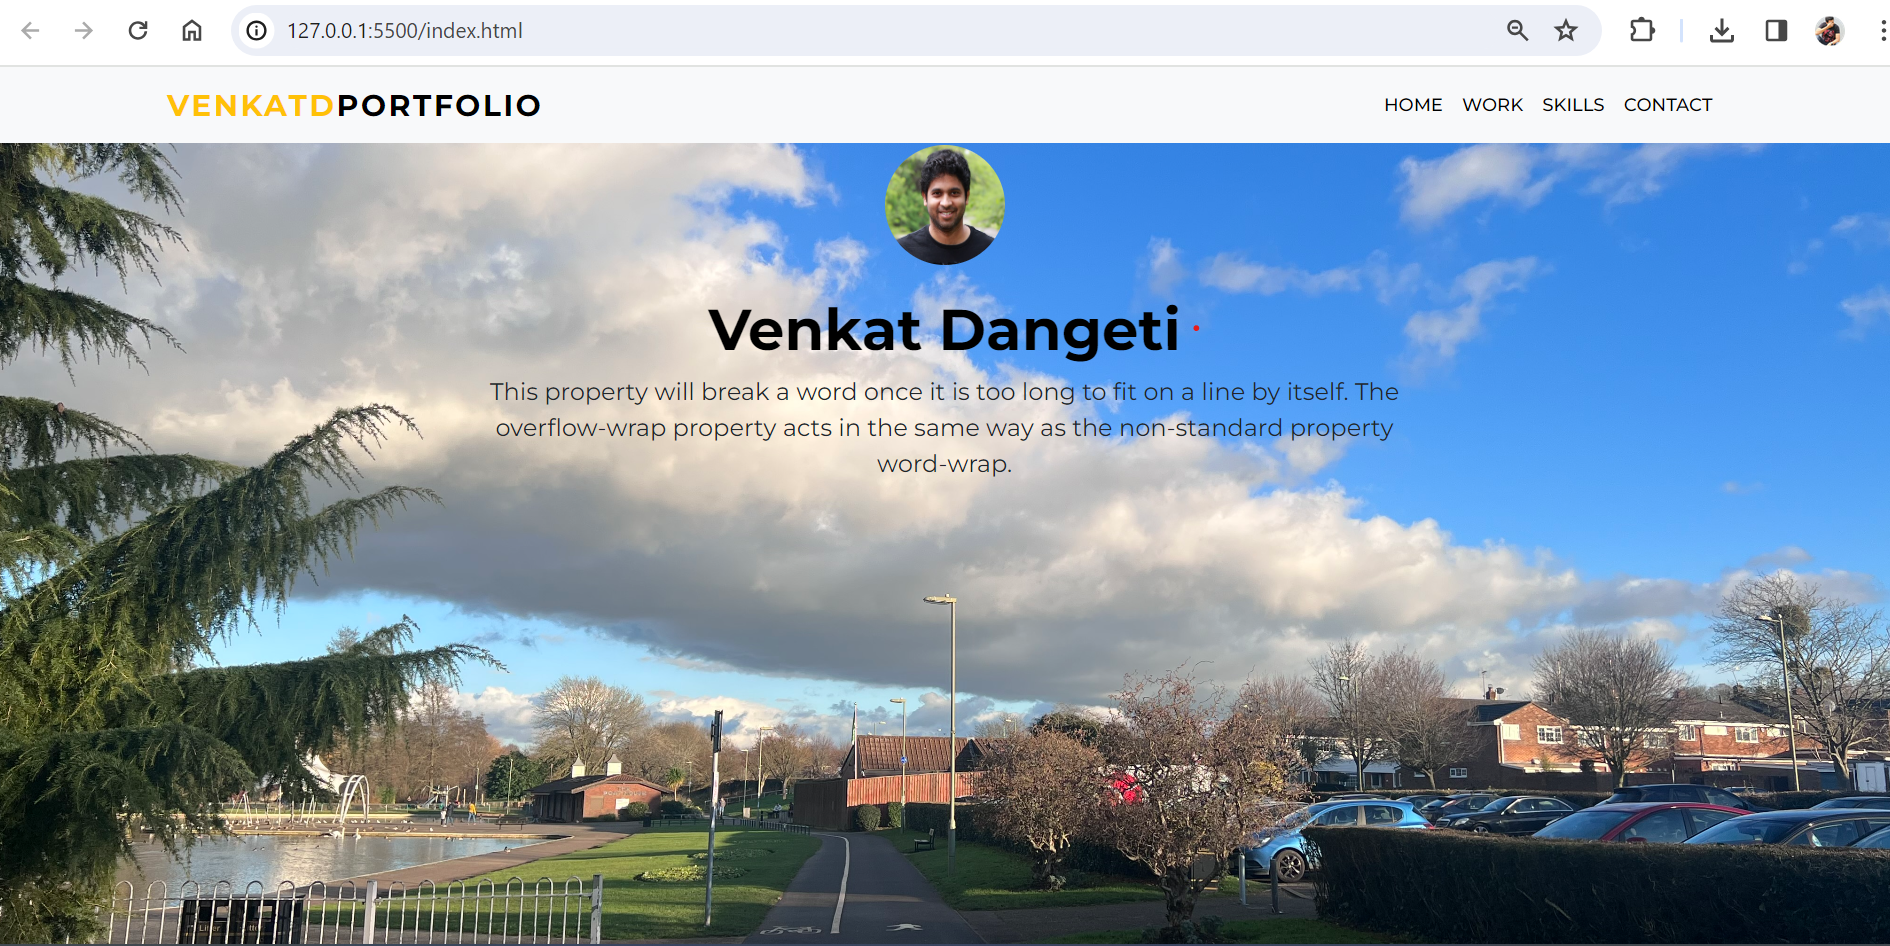 127.0.0.1:5500/index.html
VENKATDPORTFOLIO
HOME WORK SKILLS CONTACT
Venkat Dangeti
This property will break a word once it is too long to fit on a line by itself. The
overflow-wrap property acts in the same way as the non-standard property
word-wrap.
Litter